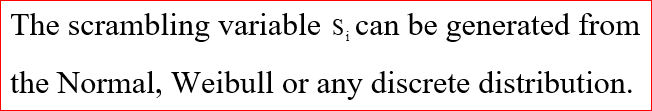 The scrambling variable Sᵢ can be generated from
the Normal, Weibull or any discrete distribution.